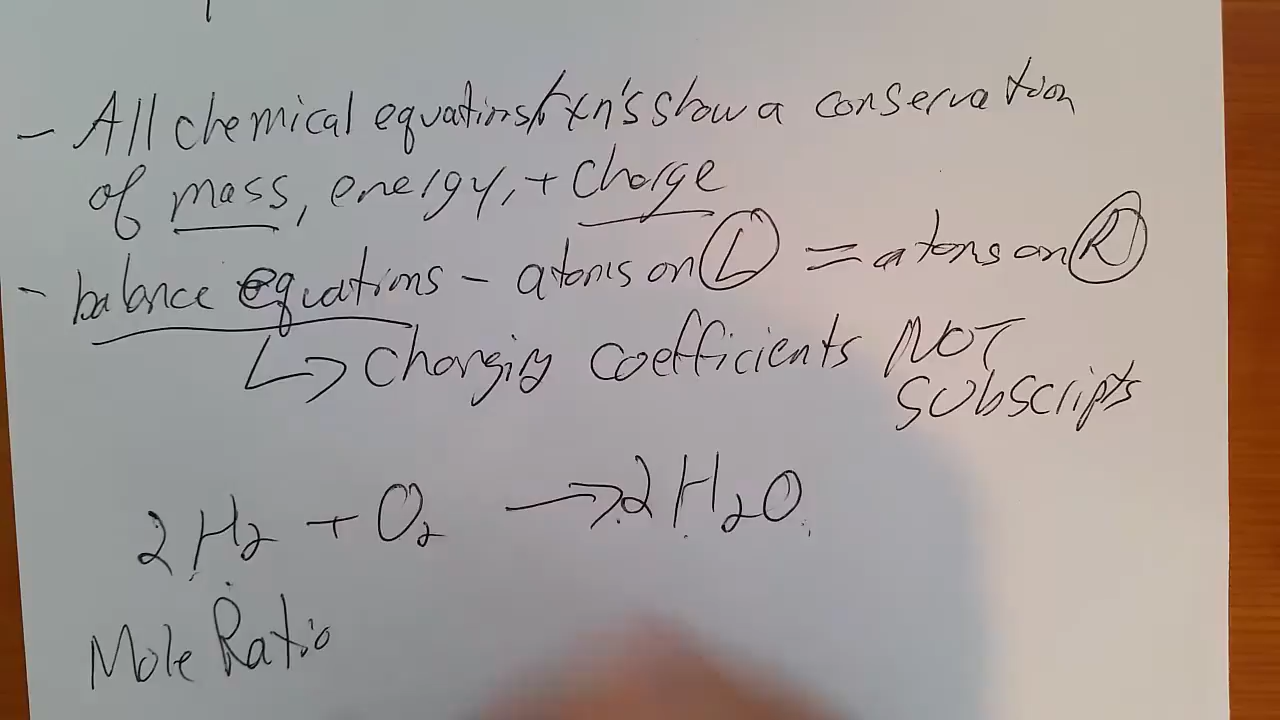 - All chemical equatins/rxn's show a conservation
of mass, energy, + charge
- balance equations - atoms on L = atoms on R
↳ Changing coefficients NOT
subscripts
2H₂ + O₂ → 2H₂O
Mole Ratio